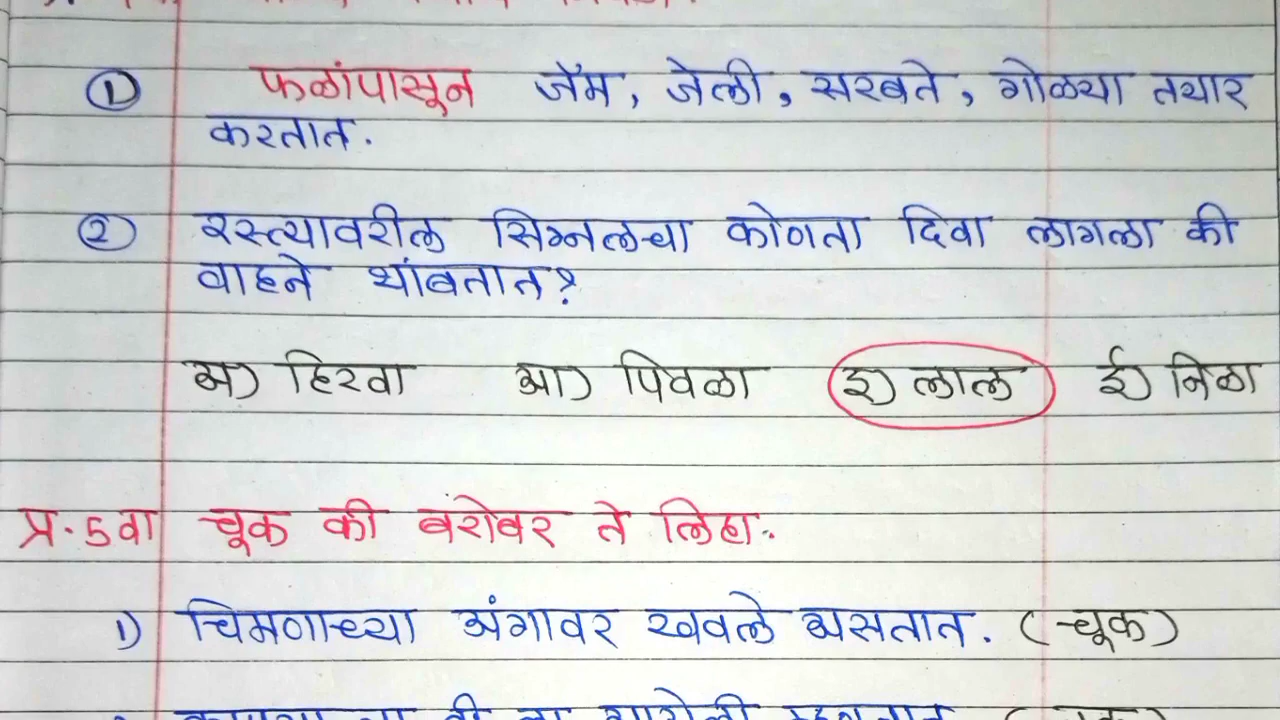 ① फळांपासून जॅम, जेली, सरबते, गोळ्या तयार
करतात.
② रस्त्यावरील सिग्नलचा कोणता दिवा लागला की
वाहने थांबतात?
अ) हिरवा आ) पिवळा इ) लाल ई) निळा
प्र. 5 वा चूक की बरोबर ते लिहा.
1) चिमणाच्या अंगावर खवले असतात. (चूक)